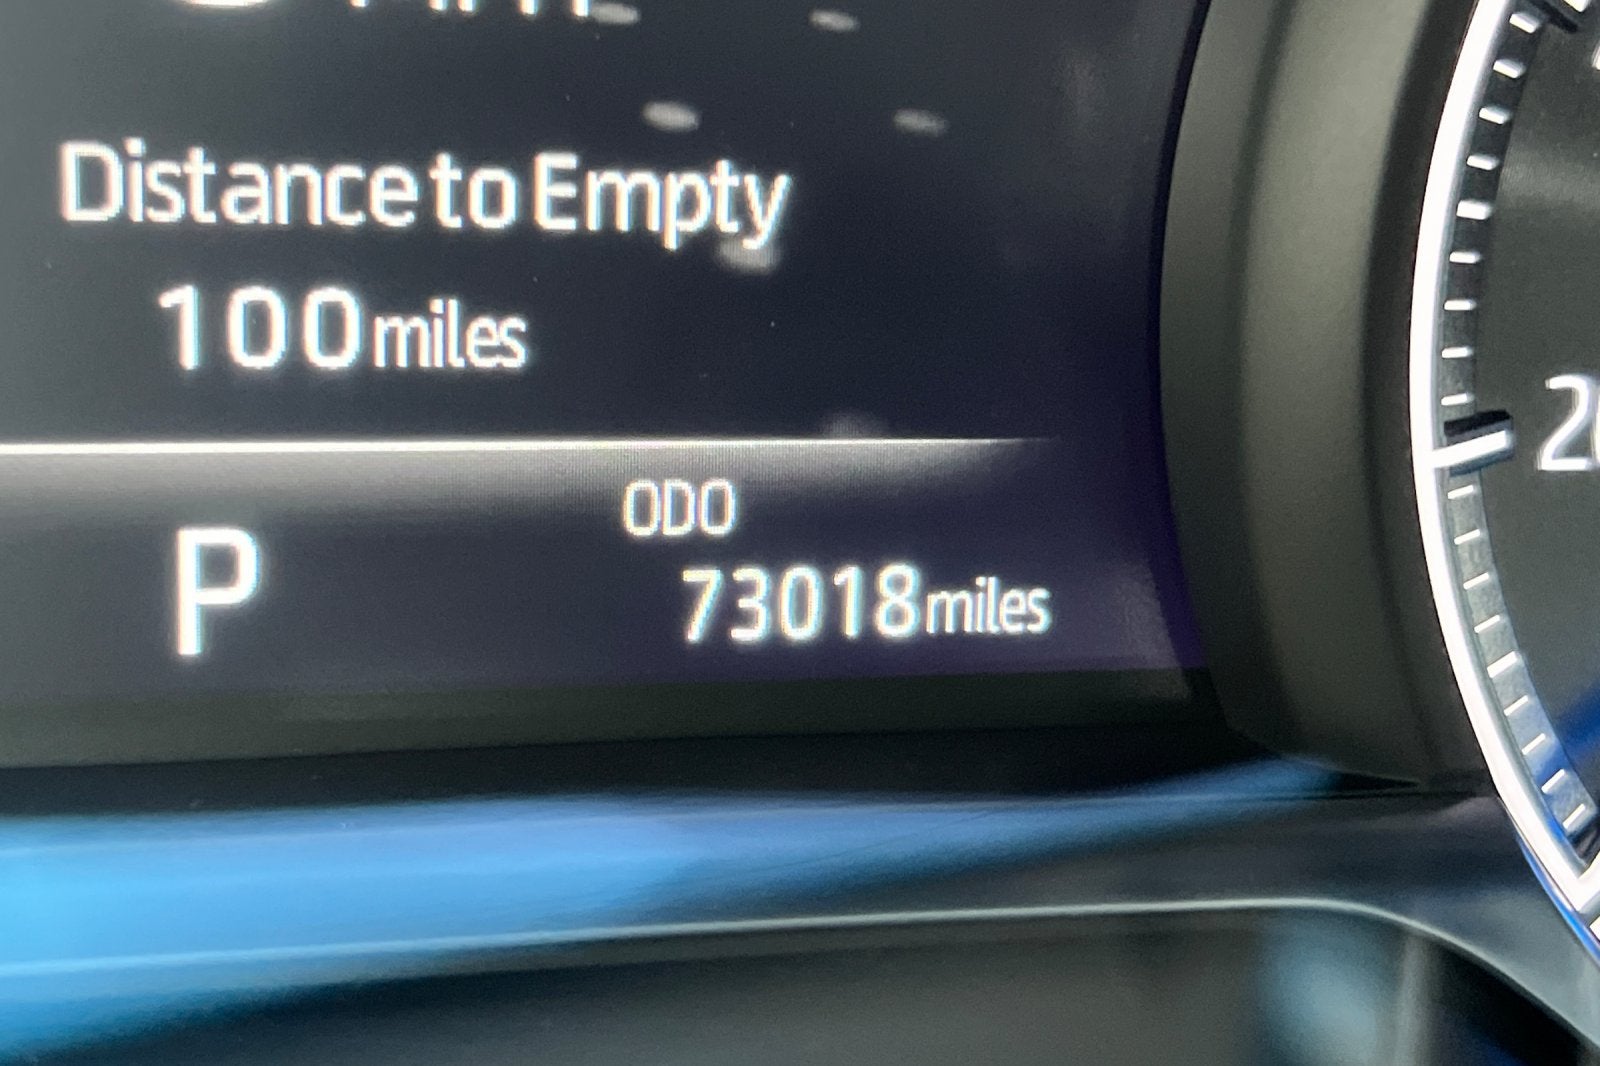 Distance to Empty
100 miles
ODO
P
73018 miles